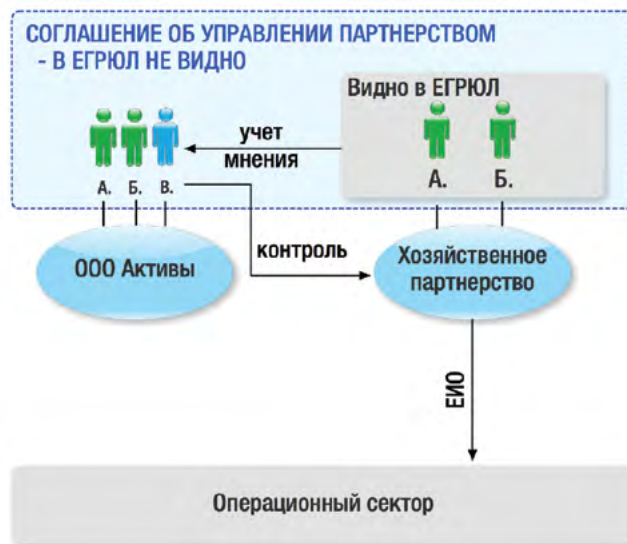 СОГЛАШЕНИЕ ОБ УПРАВЛЕНИИ ПАРТНЕРСТВОМ
- В ЕГРЮЛ НЕ ВИДНО
Видно в ЕГРЮЛ
учет
мнения
А. Б. В.
А. Б.
ООО Активы
контроль
Хозяйственное
партнерство
ЕИО
Операционный сектор